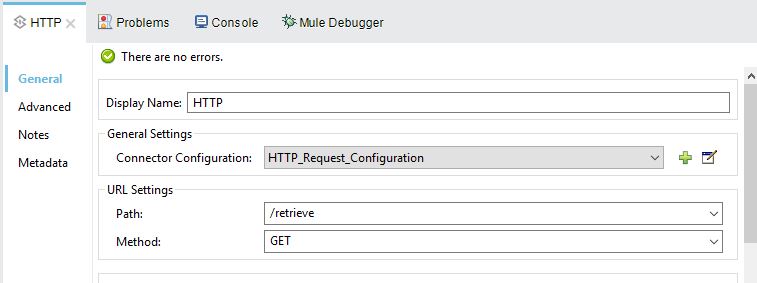 HTTP Problems Console Mule Debugger
There are no errors.
General
Advanced
Notes
Metadata
Display Name: HTTP
General Settings
Connector Configuration: HTTP_Request_Configuration
URL Settings
Path: /retrieve
Method: GET